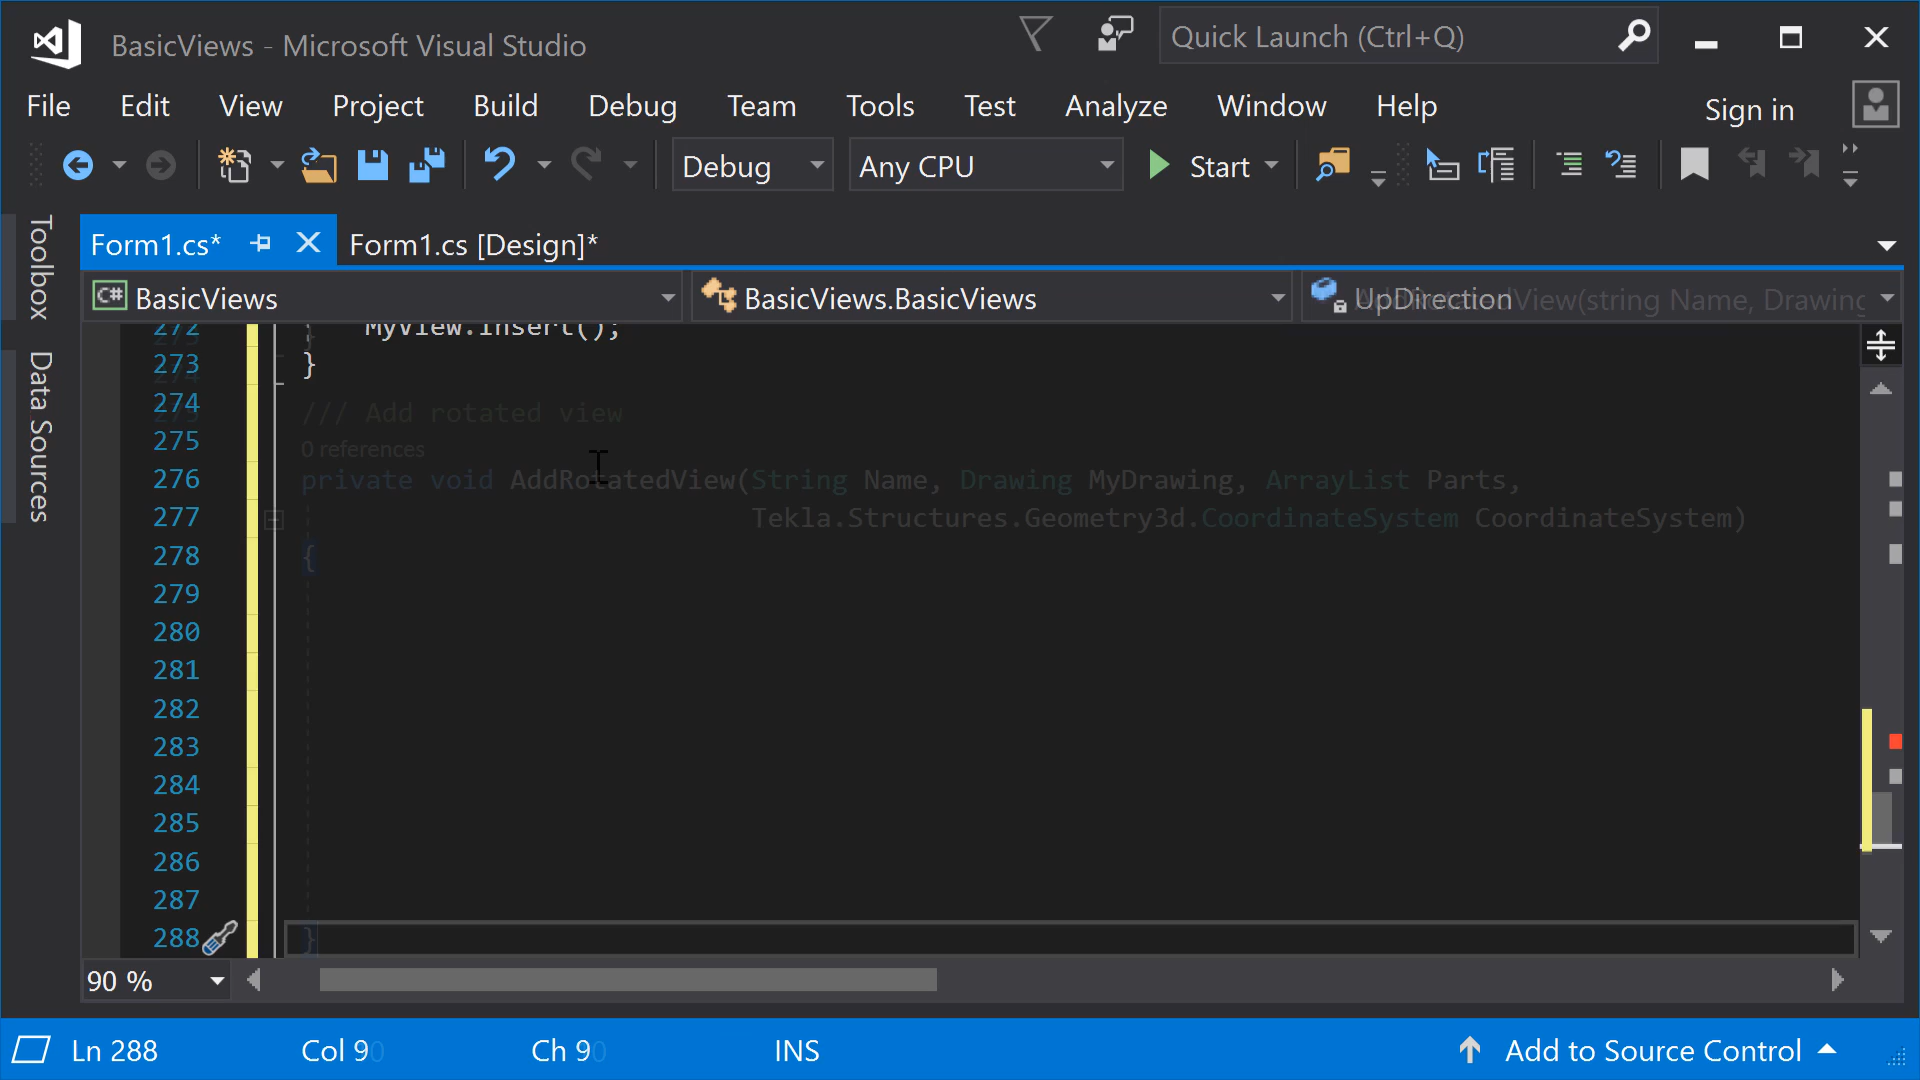 BasicViews - Microsoft Visual Studio
Quick Launch (Ctrl+Q)
File Edit View Project Build Debug Team Tools Test Analyze Window Help
Sign in
Debug
Any CPU
Start
Toolbox
Data Sources
Form1.cs*
Form1.cs [Design]*
C# BasicViews
BasicViews.BasicViews
UpDirection
272 MyView.Insert();
273 }
274 /// Add rotated view
275 0 references
276 private void AddRotatedView(String Name, Drawing MyDrawing, ArrayList Parts,
277 Tekla.Structures.Geometry3d.CoordinateSystem CoordinateSystem)
278 {
279
280
281
282
283
284
285
286
287
288 }
90 %
Ln 288 Col 9 Ch 9 INS
Add to Source Control